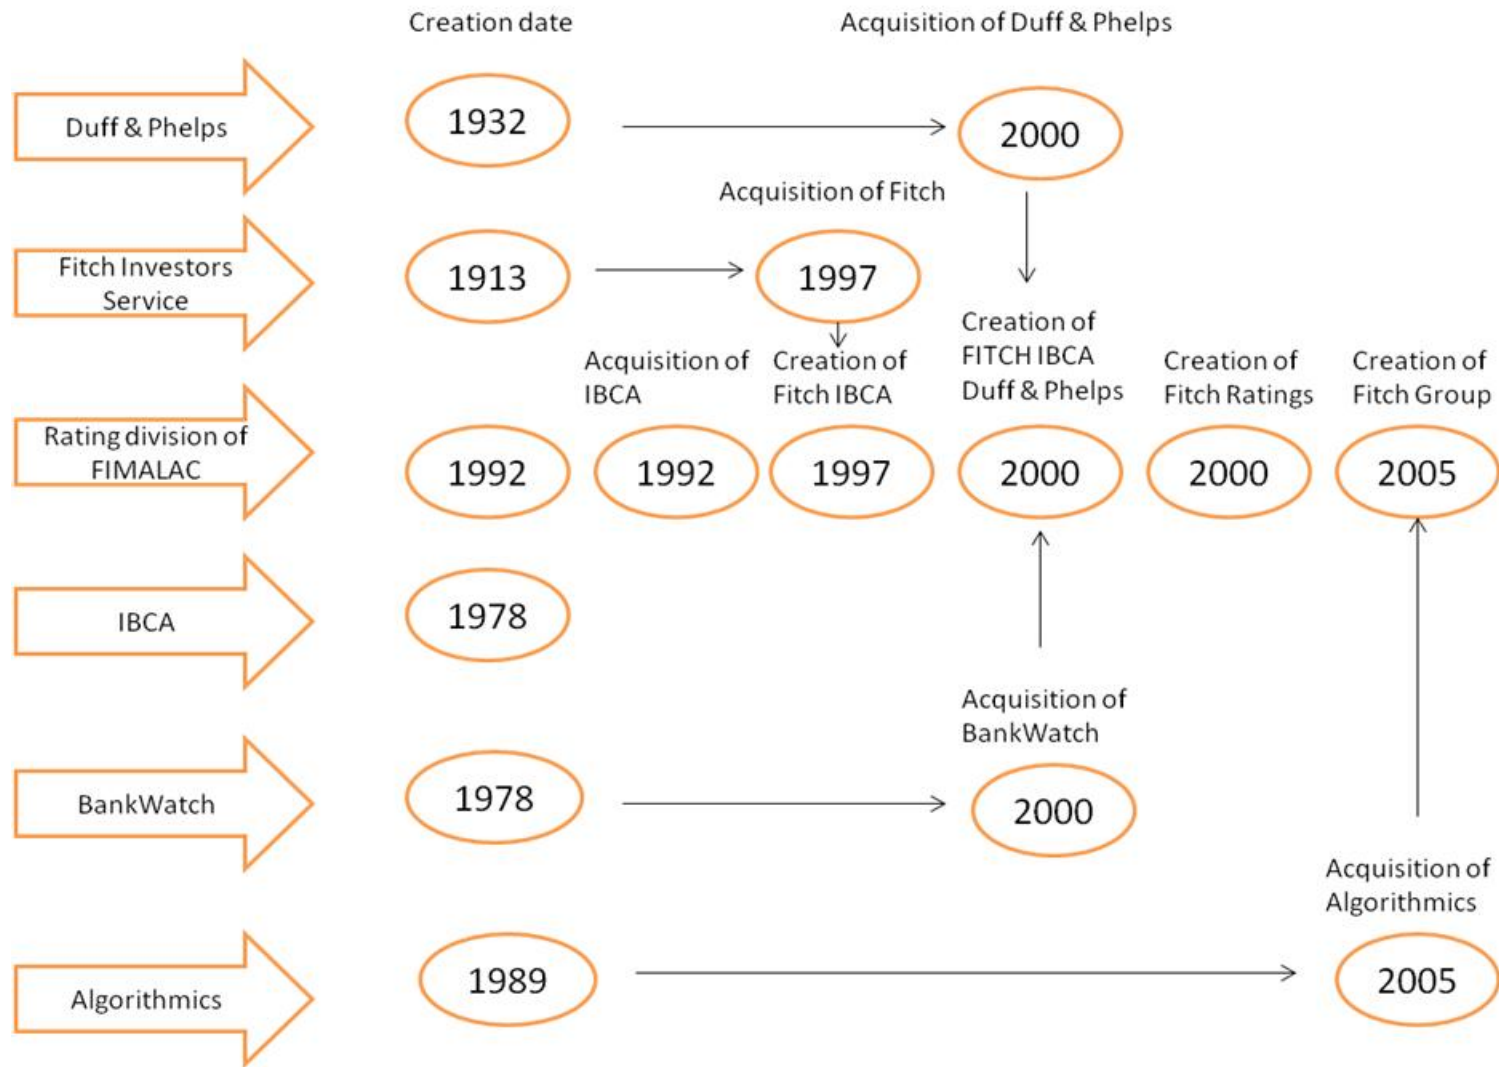 Creation date
Acquisition of Duff & Phelps
Duff & Phelps
1932
2000
Acquisition of Fitch
Fitch Investors
Service
1913
1997
Acquisition of
IBCA
Creation of
Fitch IBCA
Creation of
FITCH IBCA
Duff & Phelps
Creation of
Fitch Ratings
Creation of
Fitch Group
Rating division of
FIMALAC
1992
1992
1997
2000
2000
2005
IBCA
1978
Acquisition of
BankWatch
BankWatch
1978
2000
Acquisition of
Algorithmics
Algorithmics
1989
2005